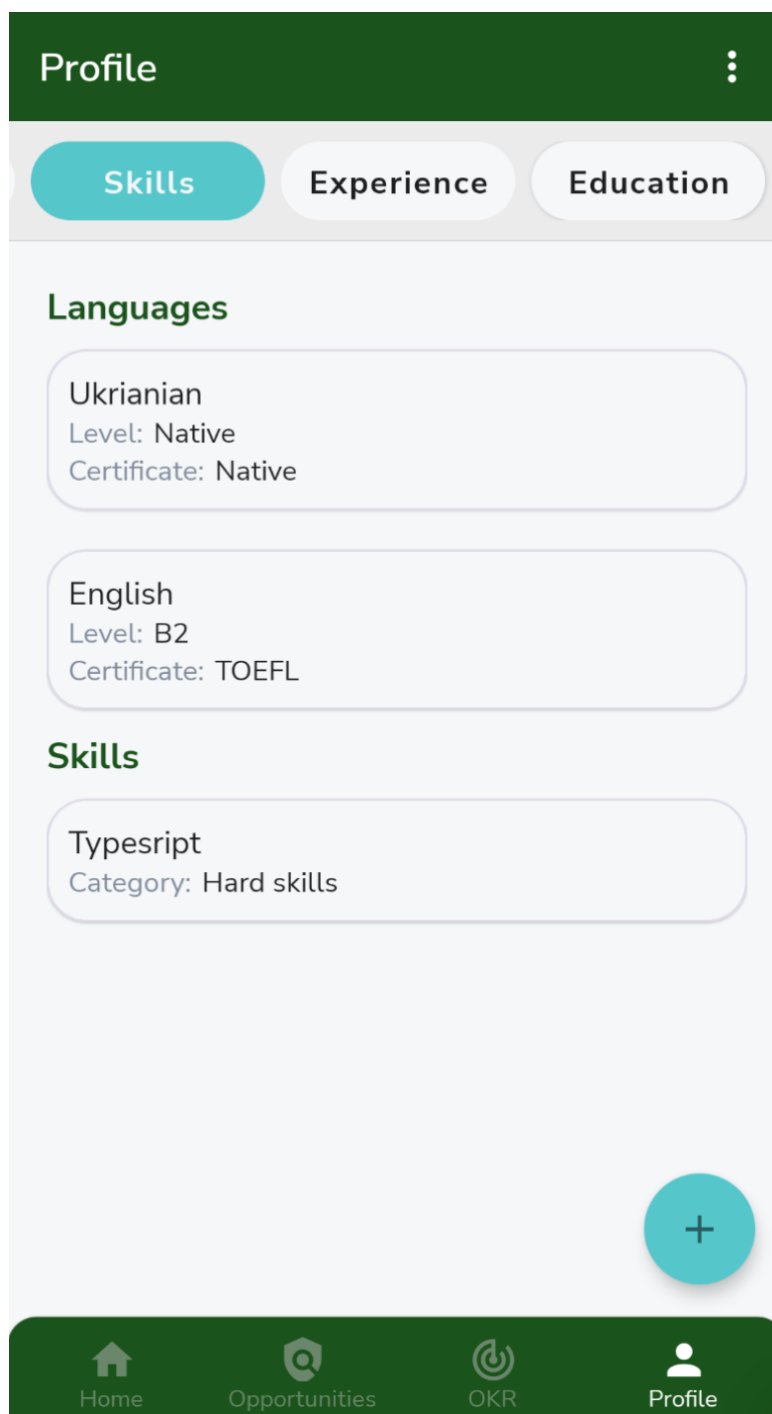 Profile
Skills Experience Education
Languages
Ukrianian
Level: Native
Certificate: Native
English
Level: B2
Certificate: TOEFL
Skills
Typesript
Category: Hard skills
+
Home Opportunities OKR Profile